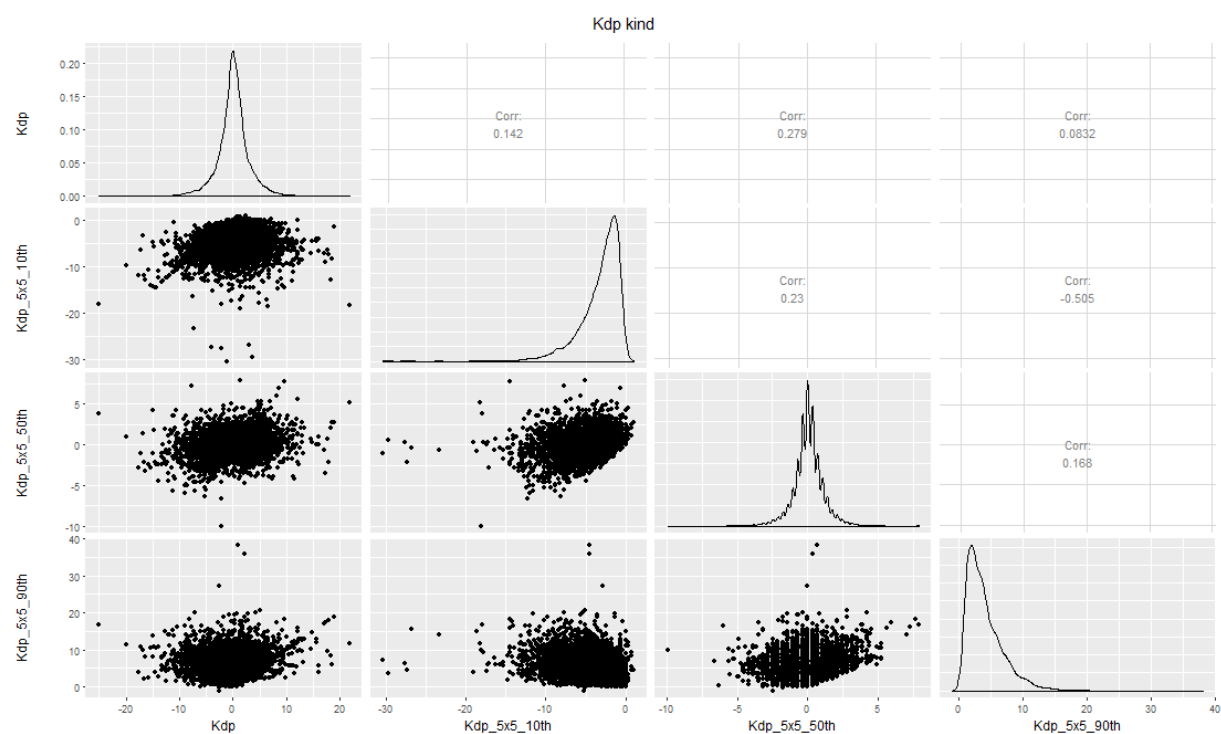 Kdp kind
0.20
0.15
0.10
0.05
0.00
Kdp
Corr:
0.142
Corr:
0.279
Corr:
0.0832
0
-10
-20
-30
Kdp_5x5_10th
Corr:
0.23
Corr:
-0.505
5
0
-5
-10
Kdp_5x5_50th
Corr:
0.168
40
30
20
10
0
Kdp_5x5_90th
-20 -10 0 10 20
-30 -20 -10 0
-10 -5 0 5
0 10 20 30 40
Kdp
Kdp_5x5_10th
Kdp_5x5_50th
Kdp_5x5_90th